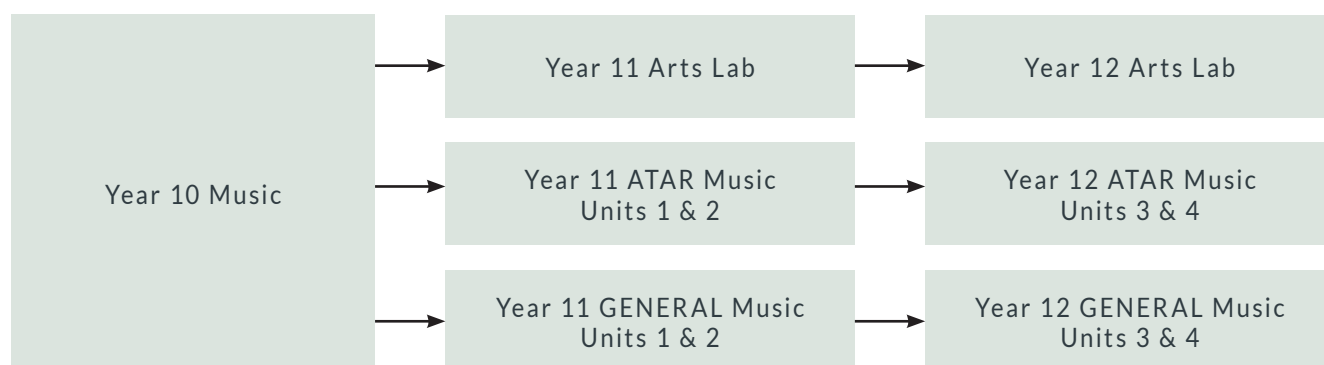 Year 10 Music
Year 11 Arts Lab
Year 12 Arts Lab
Year 11 ATAR Music
Units 1 & 2
Year 12 ATAR Music
Units 3 & 4
Year 11 GENERAL Music
Units 1 & 2
Year 12 GENERAL Music
Units 3 & 4